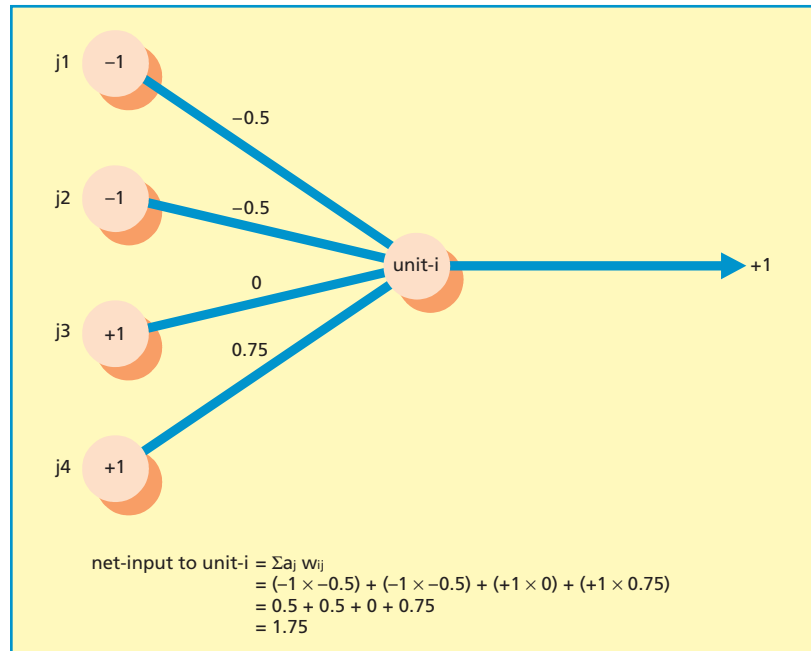 j1
−1
−0.5
j2
−1
−0.5
unit-i
+1
0
j3
+1
0.75
j4
+1
net-input to unit-i = Σaj wij
= (−1 × −0.5) + (−1 × −0.5) + (+1 × 0) + (+1 × 0.75)
= 0.5 + 0.5 + 0 + 0.75
= 1.75